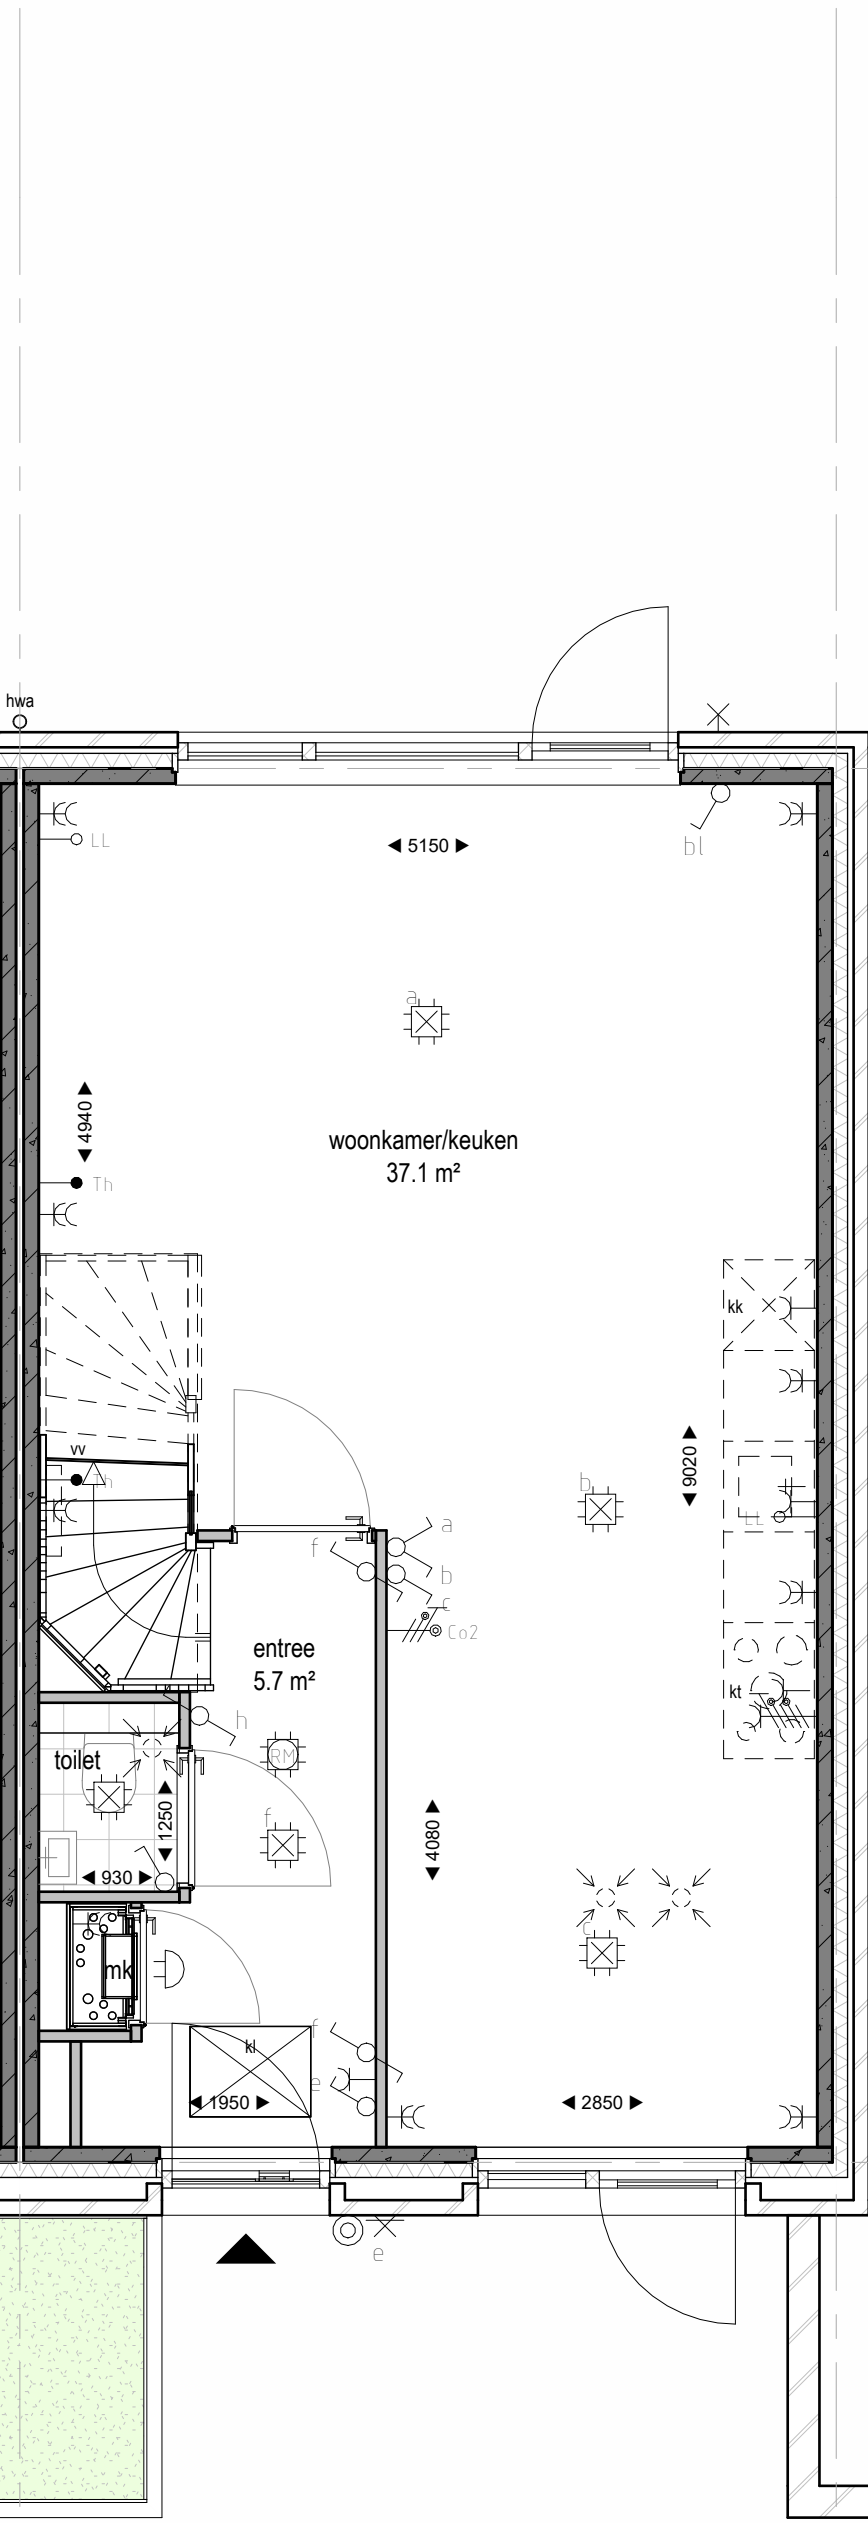 hwa
LL
5150
bl
a
4940
woonkamer/keuken
37.1 m²
Th
kk
vv
Th
9020
b
LL
a
f
b
c
Co2
entree
5.7 m²
kt
h
RM
toilet
1250
f
4080
930
c
mk
f
kl
e
1950
2850
e